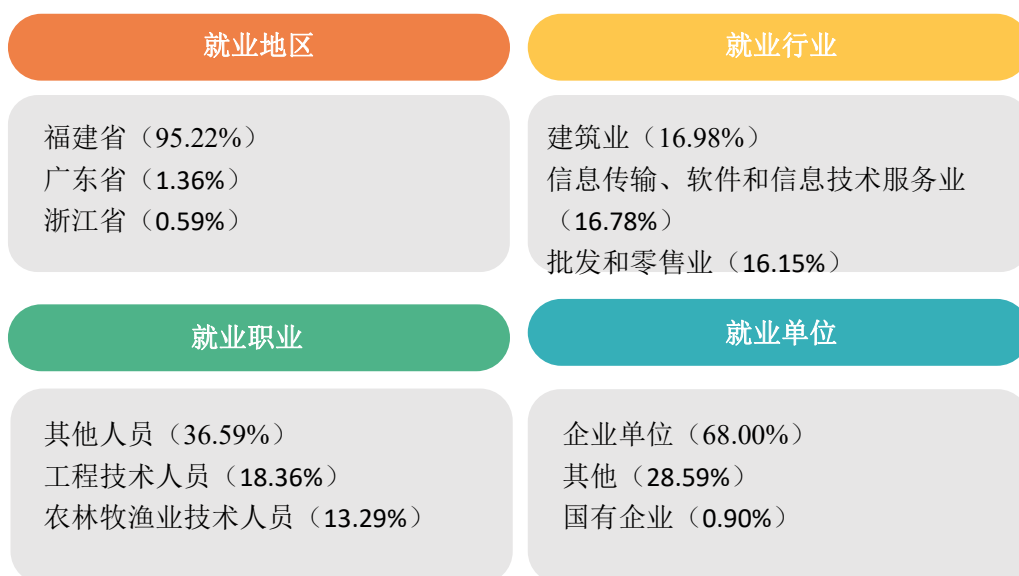 就业地区
福建省（95.22%）
广东省（1.36%）
浙江省（0.59%）
就业行业
建筑业（16.98%）
信息传输、软件和信息技术服务业
（16.78%）
批发和零售业（16.15%）
就业职业
其他人员（36.59%）
工程技术人员（18.36%）
农林牧渔业技术人员（13.29%）
就业单位
企业单位（68.00%）
其他（28.59%）
国有企业（0.90%）